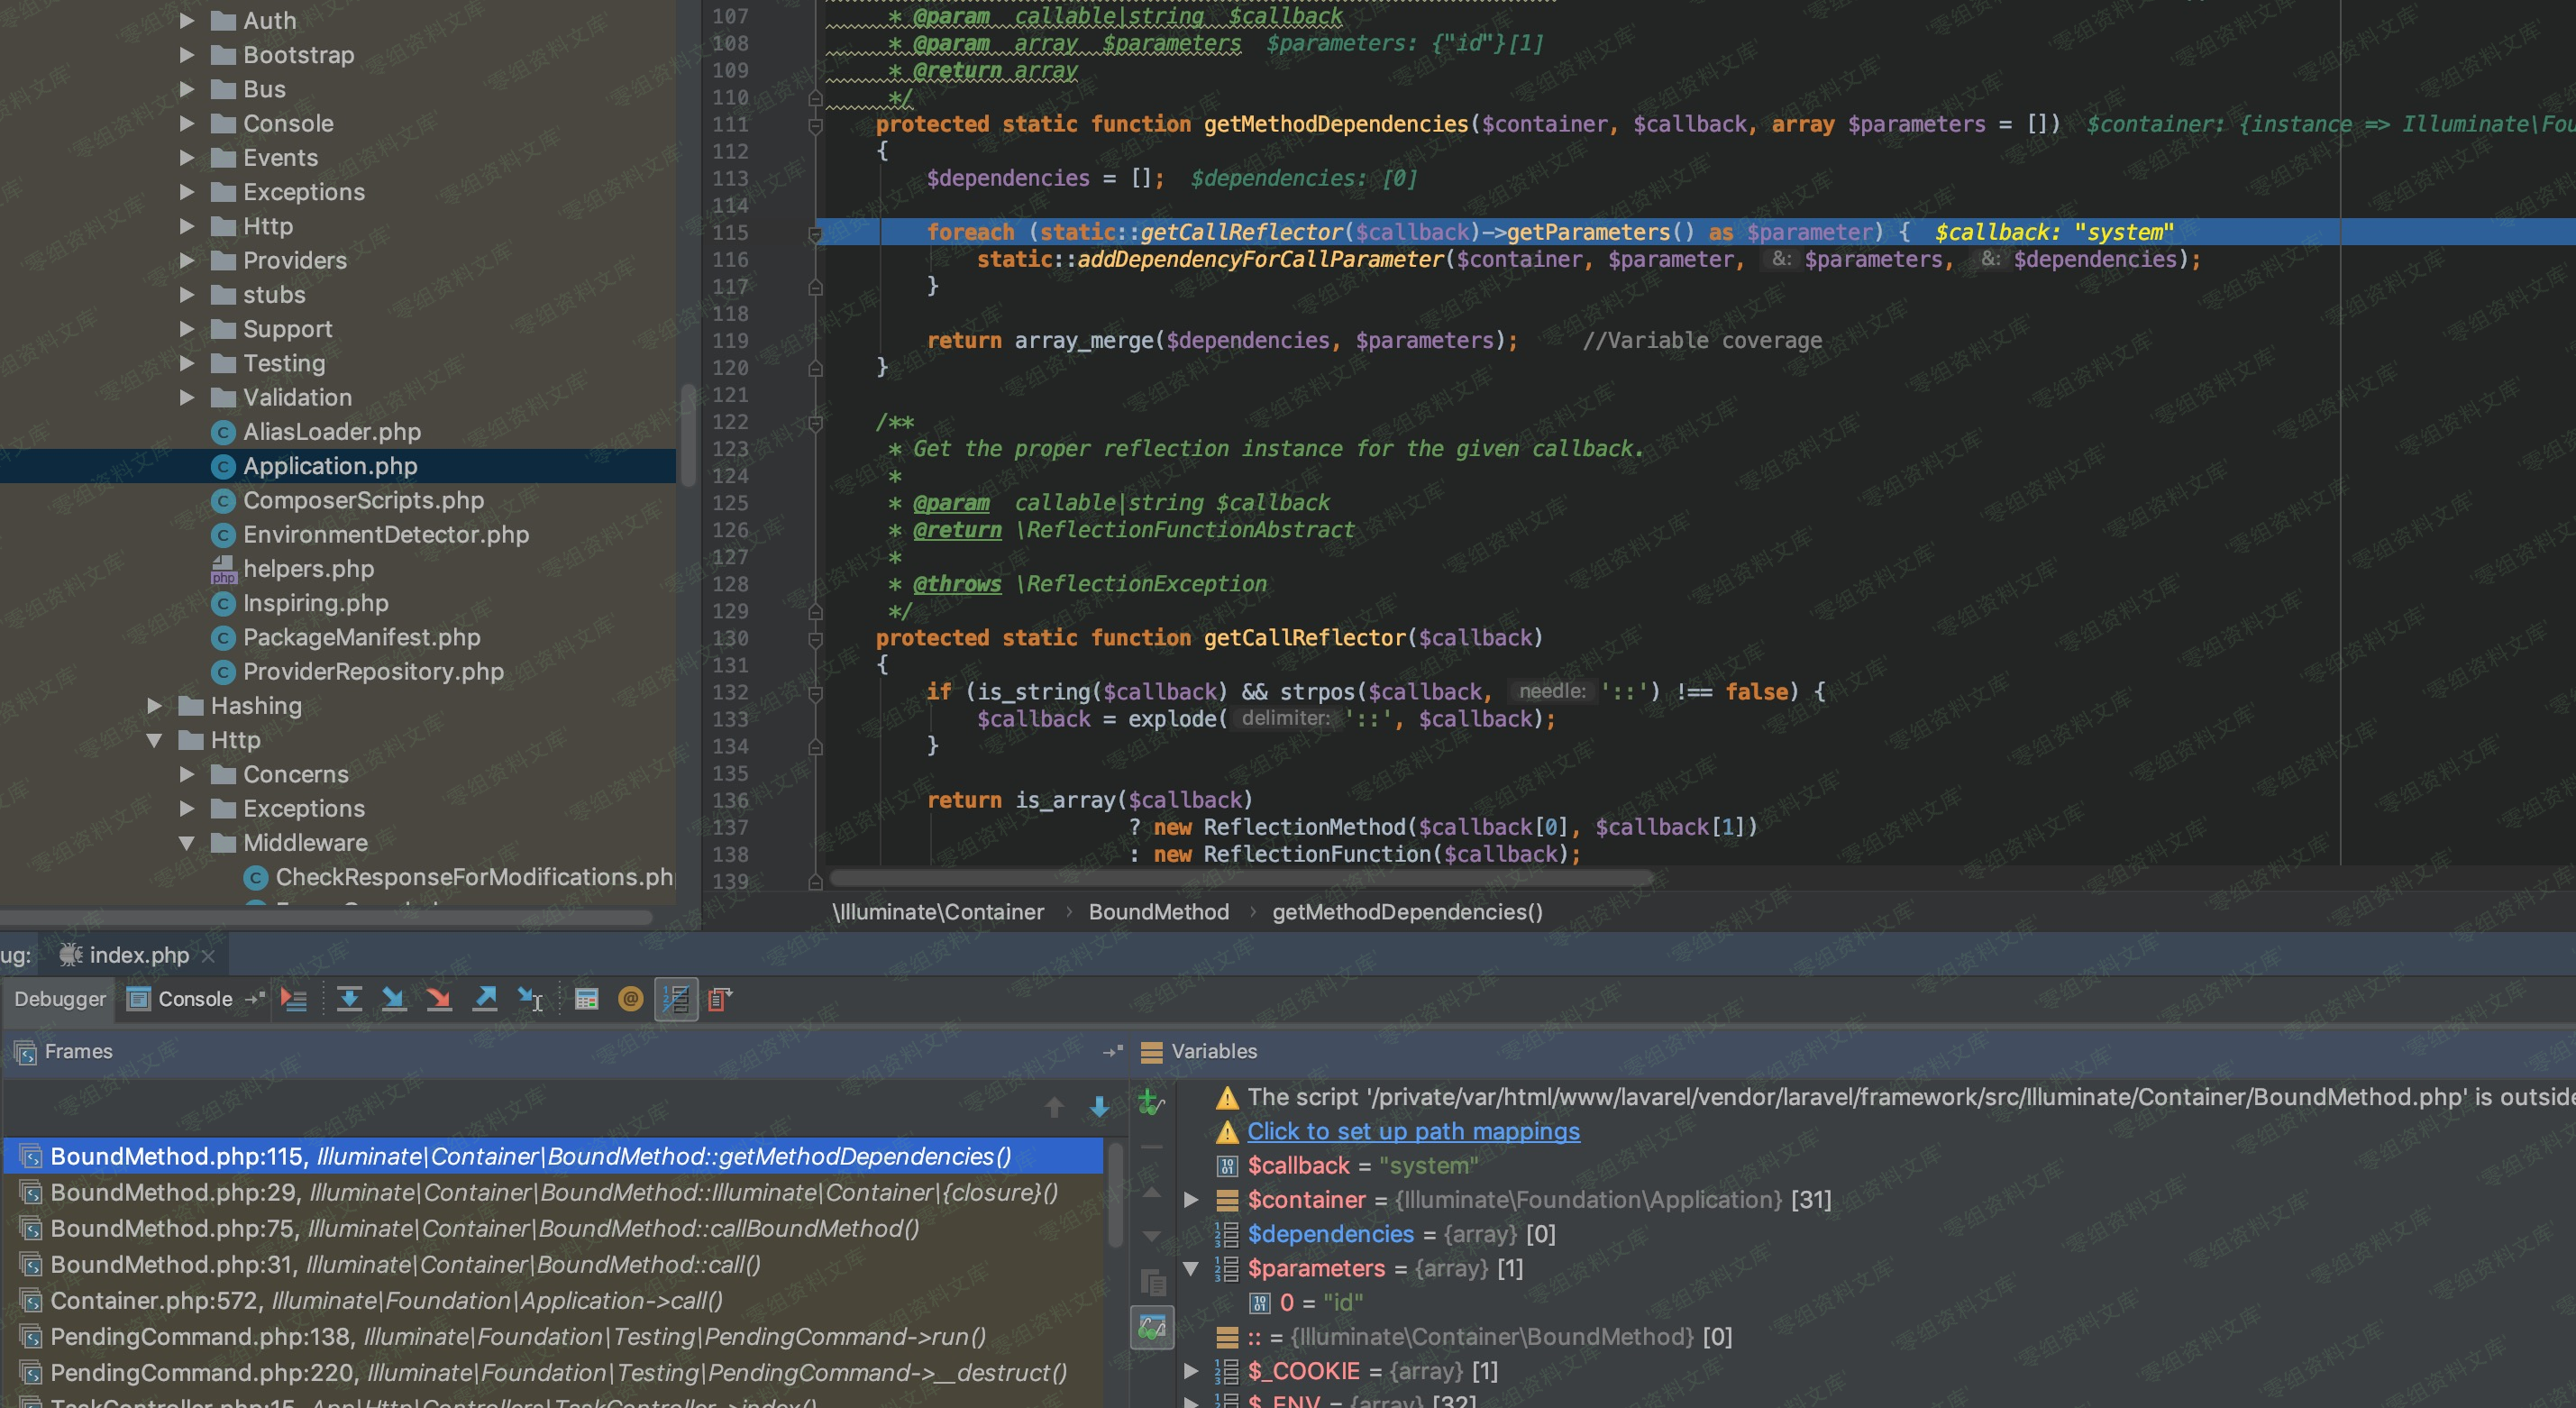 Auth
Bootstrap
Bus
Console
Events
Exceptions
Http
Providers
stubs
Support
Testing
Validation
AliasLoader.php
Application.php
ComposerScripts.php
EnvironmentDetector.php
helpers.php
Inspiring.php
PackageManifest.php
ProviderRepository.php
Hashing
Http
Concerns
Exceptions
Middleware
CheckResponseForModifications.ph
107 * @param callable|string $callback
108 * @param array $parameters $parameters: {"id"}[1]
109 * @return array
110 */
111 protected static function getMethodDependencies($container, $callback, array $parameters = []) $container: {instance => Illuminate\Fou
112 {
113 $dependencies = []; $dependencies: [0]
114
115 foreach (static::getCallReflector($callback)->getParameters() as $parameter) { $callback: "system"
116 static::addDependencyForCallParameter($container, $parameter, &: $parameters, &: $dependencies);
117 }
118
119 return array_merge($dependencies, $parameters); //Variable coverage
120 }
121
122 /**
123 * Get the proper reflection instance for the given callback.
124 *
125 * @param callable|string $callback
126 * @return \ReflectionFunctionAbstract
127 *
128 * @throws \ReflectionException
129 */
130 protected static function getCallReflector($callback)
131 {
132 if (is_string($callback) && strpos($callback, needle: '::') !== false) {
133 $callback = explode( delimiter: '::', $callback);
134 }
135
136 return is_array($callback)
137 ? new ReflectionMethod($callback[0], $callback[1])
138 : new ReflectionFunction($callback);
139
\Illuminate\Container › BoundMethod › getMethodDependencies()
ug: index.php ×
Debugger Console
Frames
BoundMethod.php:115, Illuminate\Container\BoundMethod::getMethodDependencies()
BoundMethod.php:29, Illuminate\Container\BoundMethod::Illuminate\Container\{closure}()
BoundMethod.php:75, Illuminate\Container\BoundMethod::callBoundMethod()
BoundMethod.php:31, Illuminate\Container\BoundMethod::call()
Container.php:572, Illuminate\Foundation\Application->call()
PendingCommand.php:138, Illuminate\Foundation\Testing\PendingCommand->run()
PendingCommand.php:220, Illuminate\Foundation\Testing\PendingCommand->__destruct()
TaskController.php:15, App\Http\Controllers\TaskController->index()
Variables
The script '/private/var/html/www/lavarel/vendor/laravel/framework/src/Illuminate/Container/BoundMethod.php' is outside
Click to set up path mappings
$callback = "system"
$container = {Illuminate\Foundation\Application} [31]
$dependencies = {array} [0]
$parameters = {array} [1]
0 = "id"
:: = {Illuminate\Container\BoundMethod} [0]
$_COOKIE = {array} [1]
$_ENV = {array} [32]
零组资料文库